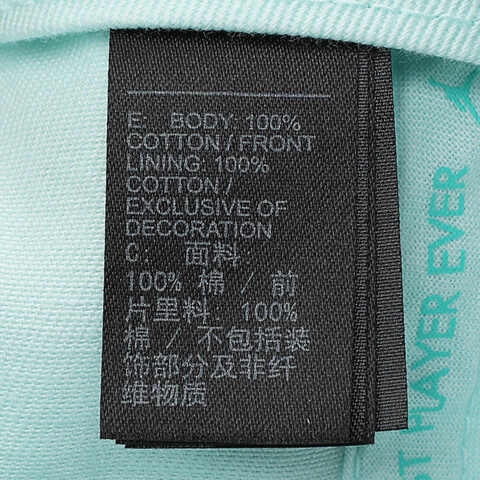 E: BODY: 100%
COTTON / FRONT
LINING: 100%
COTTON /
EXCLUSIVE OF
DECORATION
C: 面料
100% 棉 / 前
片里料: 100%
棉 / 不包括装
饰部分及非纤
维物质
PLAYER EVER